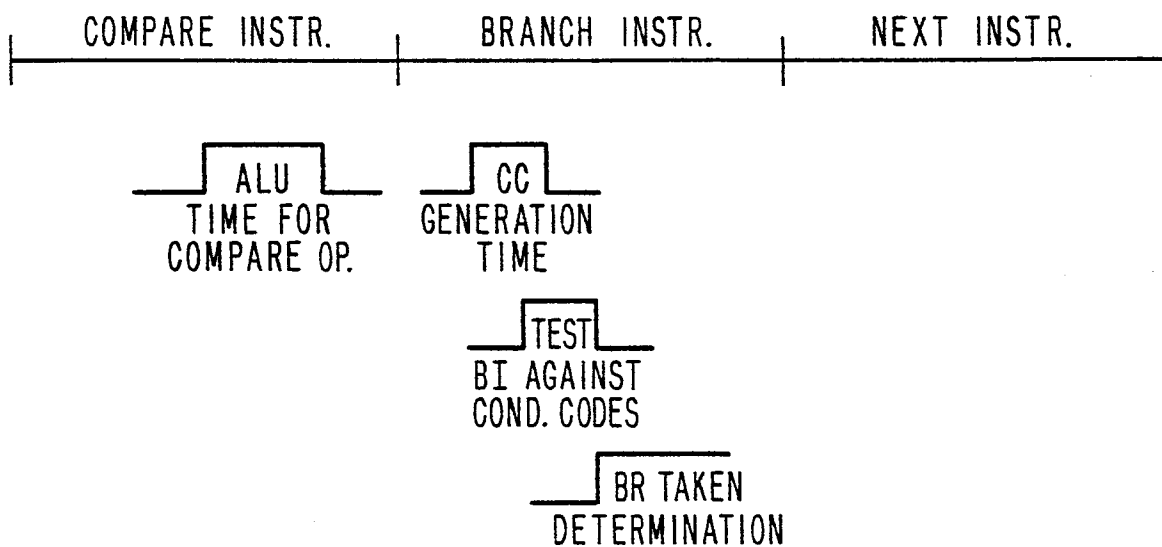 COMPARE INSTR.
BRANCH INSTR.
NEXT INSTR.
ALU
TIME FOR
COMPARE OP.
CC
GENERATION
TIME
TEST
BI AGAINST
COND. CODES
BR TAKEN
DETERMINATION